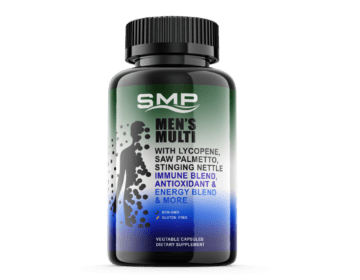 SMP
MEN'S
MULTI
WITH LYCOPENE,
SAW PALMETTO,
STINGING NETTLE
IMMUNE BLEND,
ANTIOXIDANT &
ENERGY BLEND
& MORE
NON-GMO
GLUTEN FREE
VEGETABLE CAPSULES
DIETARY SUPPLEMENT